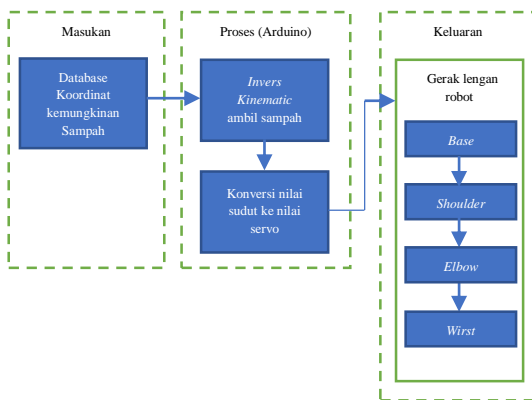 Masukan
Database
Koordinat
kemungkinan
Sampah
Proses (Arduino)
Invers
Kinematic
ambil sampah
Konversi nilai
sudut ke nilai
servo
Keluaran
Gerak lengan
robot
Base
Shoulder
Elbow
Wirst